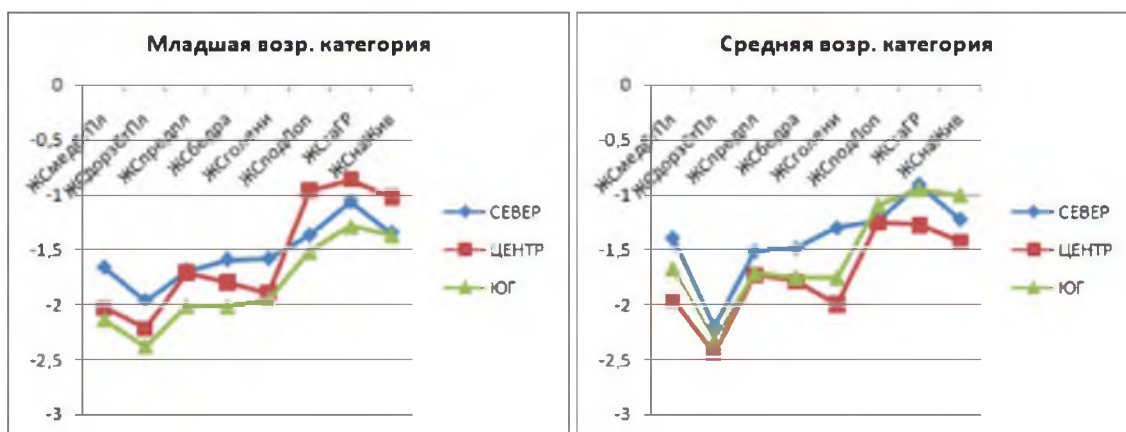 Младшая возр. категория
0
-0,5
-1
-1,5
-2
-2,5
-3
ЖСпредпл
ЖСбедра
ЖСголени
ЖСподЛоп
ЖСнаГР
ЖСнаЖив
СЕВЕР
ЦЕНТР
ЮГ
Средняя возр. категория
0
-0,5
-1
-1,5
-2
-2,5
-3
ЖСпредпл
ЖСбедра
ЖСголени
ЖСподЛоп
ЖСнаГР
ЖСнаЖив
СЕВЕР
ЦЕНТР
ЮГ